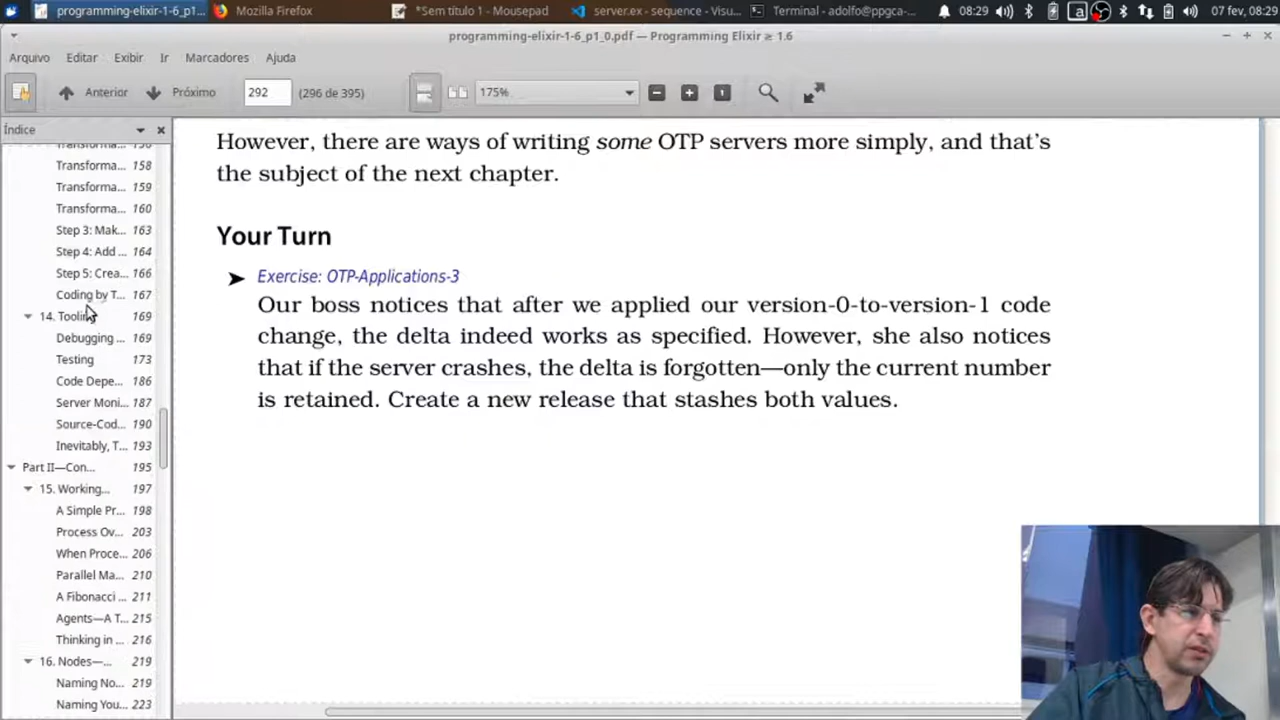 programming-elixir-1-6_p1...
Mozilla Firefox
*Sem título 1 - Mousepad
server.ex - sequence - Visu...
Terminal - adolfo@ppgca-...
08:29
07 fev, 08:29
programming-elixir-1-6_p1_0.pdf — Programming Elixir ≥ 1.6
Arquivo Editar Exibir Ir Marcadores Ajuda
Anterior Próximo 292 (296 de 395) 175%
Índice
Transforma... 158
Transforma... 159
Transforma... 160
Step 3: Mak... 163
Step 4: Add ... 164
Step 5: Crea... 166
Coding by T... 167
14. Toolin... 169
Debugging ... 169
Testing 173
Code Depe... 186
Server Moni... 187
Source-Cod... 190
Inevitably, T... 193
Part II—Con... 195
15. Working... 197
A Simple Pr... 198
Process Ov... 203
When Proce... 206
Parallel Ma... 210
A Fibonacci ... 211
Agents—A T... 215
Thinking in ... 216
16. Nodes—... 219
Naming No... 219
Naming You... 223
However, there are ways of writing some OTP servers more simply, and that's
the subject of the next chapter.
Your Turn
Exercise: OTP-Applications-3
Our boss notices that after we applied our version-0-to-version-1 code
change, the delta indeed works as specified. However, she also notices
that if the server crashes, the delta is forgotten—only the current number
is retained. Create a new release that stashes both values.